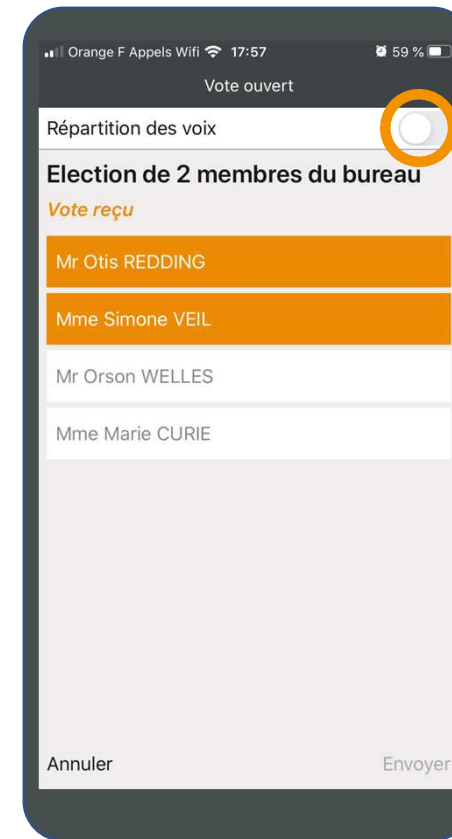 Orange F Appels Wifi 17:57 59 %
Vote ouvert
Répartition des voix
Election de 2 membres du bureau
Vote reçu
Mr Otis REDDING
Mme Simone VEIL
Mr Orson WELLES
Mme Marie CURIE
Annuler Envoyer